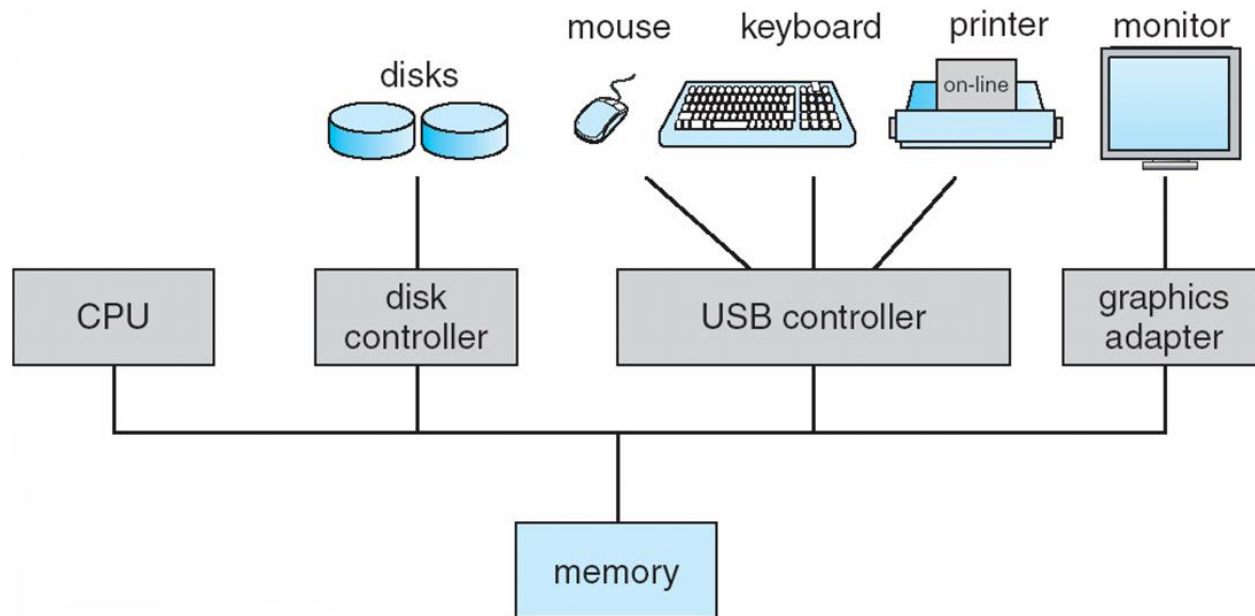 mouse
keyboard
printer
monitor
disks
on-line
CPU
disk
controller
USB controller
graphics
adapter
memory